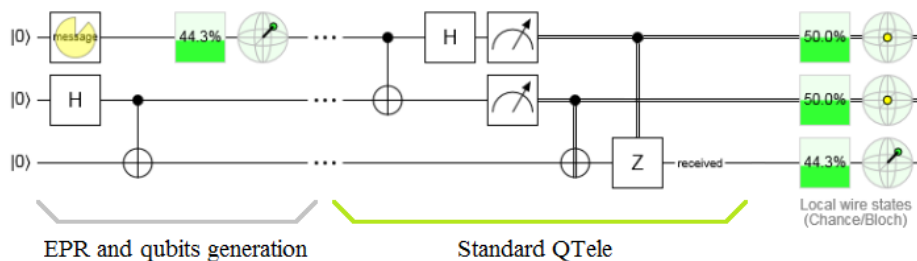 |0⟩ message 44.3% ... H 50.0%
|0⟩ H ... 50.0%
|0⟩ ... Z received 44.3%
Local wire states
(Chance/Bloch)
EPR and qubits generation Standard QTele